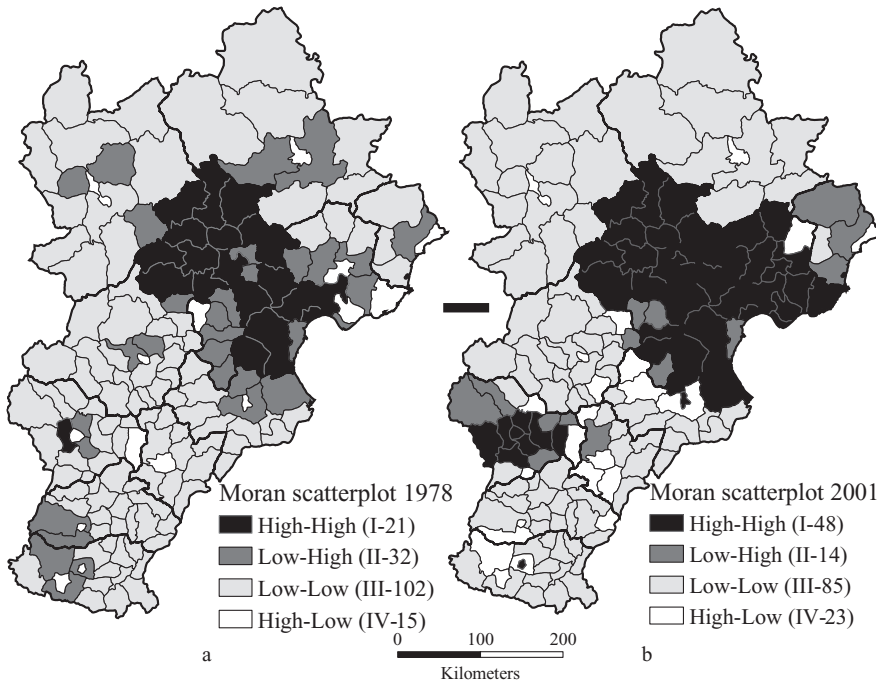 Moran scatterplot 1978
High-High (I-21)
Low-High (II-32)
Low-Low (III-102)
High-Low (IV-15)
a
Moran scatterplot 2001
High-High (I-48)
Low-High (II-14)
Low-Low (III-85)
High-Low (IV-23)
b
0 100 200
Kilometers